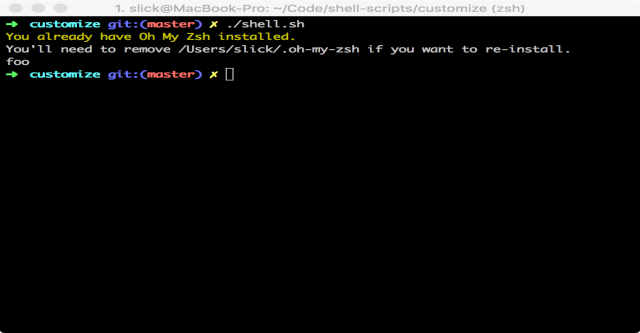 1. slick@MacBook-Pro: ~/Code/shell-scripts/customize (zsh)
➜ customize git:(master) ✗ ./shell.sh
You already have Oh My Zsh installed.
You'll need to remove /Users/slick/.oh-my-zsh if you want to re-install.
foo
➜ customize git:(master) ✗